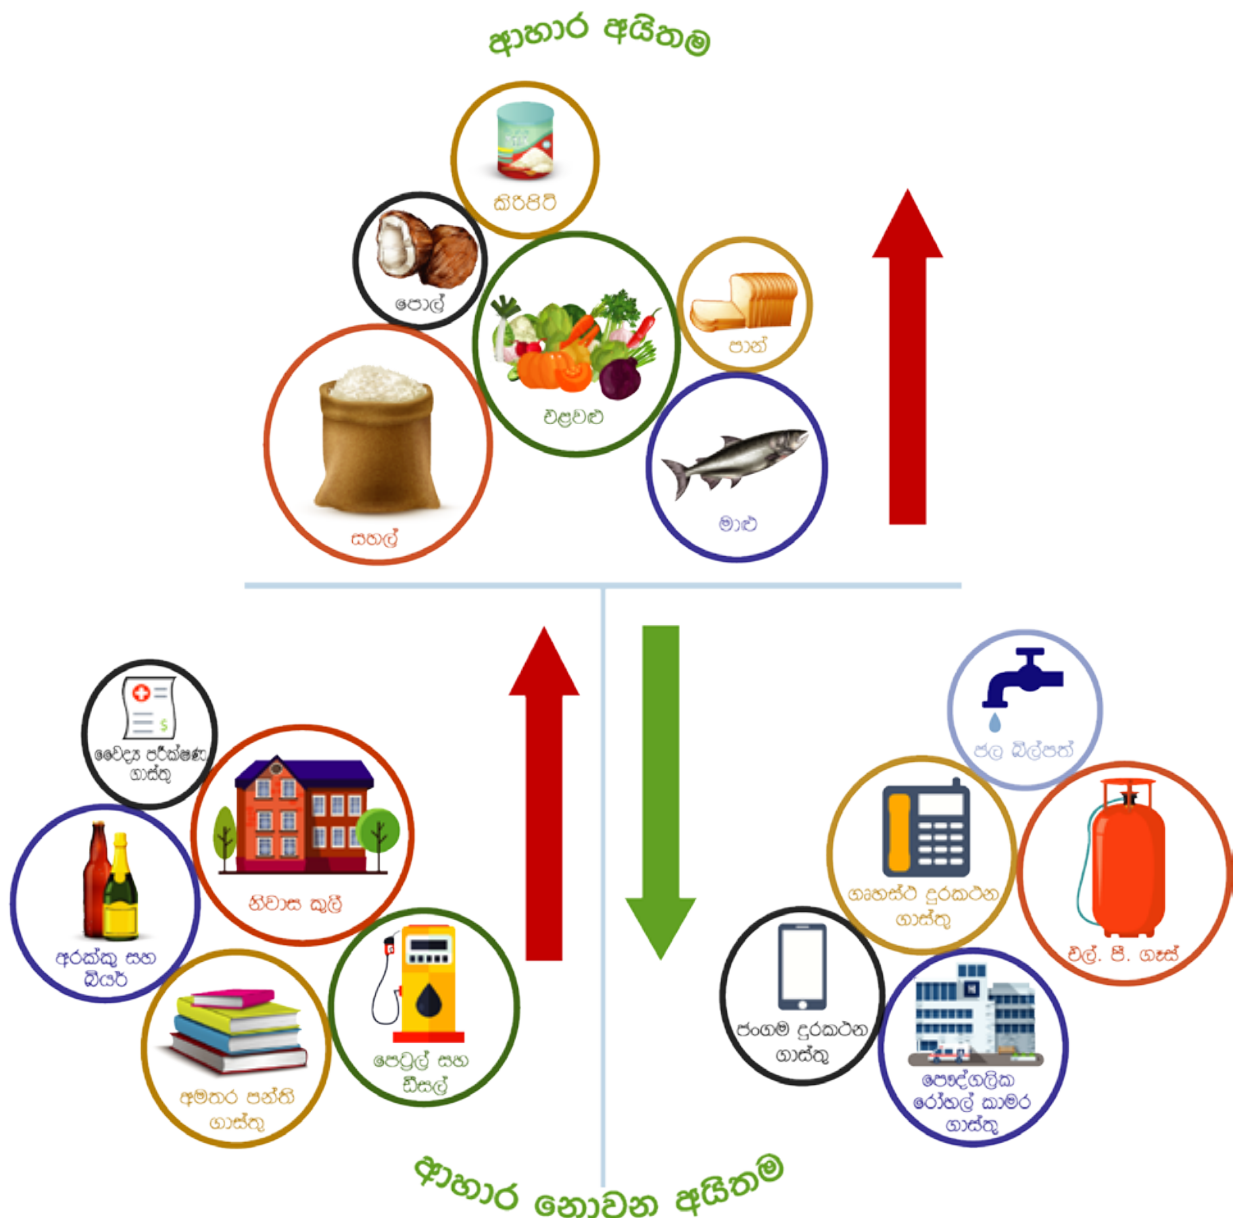 ආහාර අයිතම
කිරිපිටි
පොල්
එළවළු
පාන්
සහල්
මාළු
වෛද්‍ය පරීක්ෂණ
ගාස්තු
නිවාස කුලී
අරක්කු සහ
බියර්
අමතර පන්ති
ගාස්තු
පෙට්‍රල් සහ
ඩීසල්
ජල බිල්පත්
ගෘහස්ථ දුරකථන
ගාස්තු
එල්. පී. ගෑස්
ජංගම දුරකථන
ගාස්තු
පෞද්ගලික
රෝහල් කාමර
ගාස්තු
ආහාර නොවන අයිතම